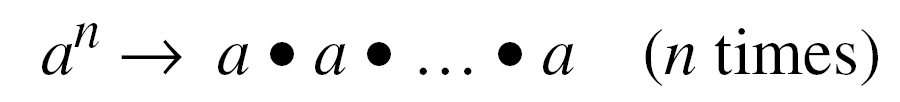 aⁿ → a • a • … • a (n times)